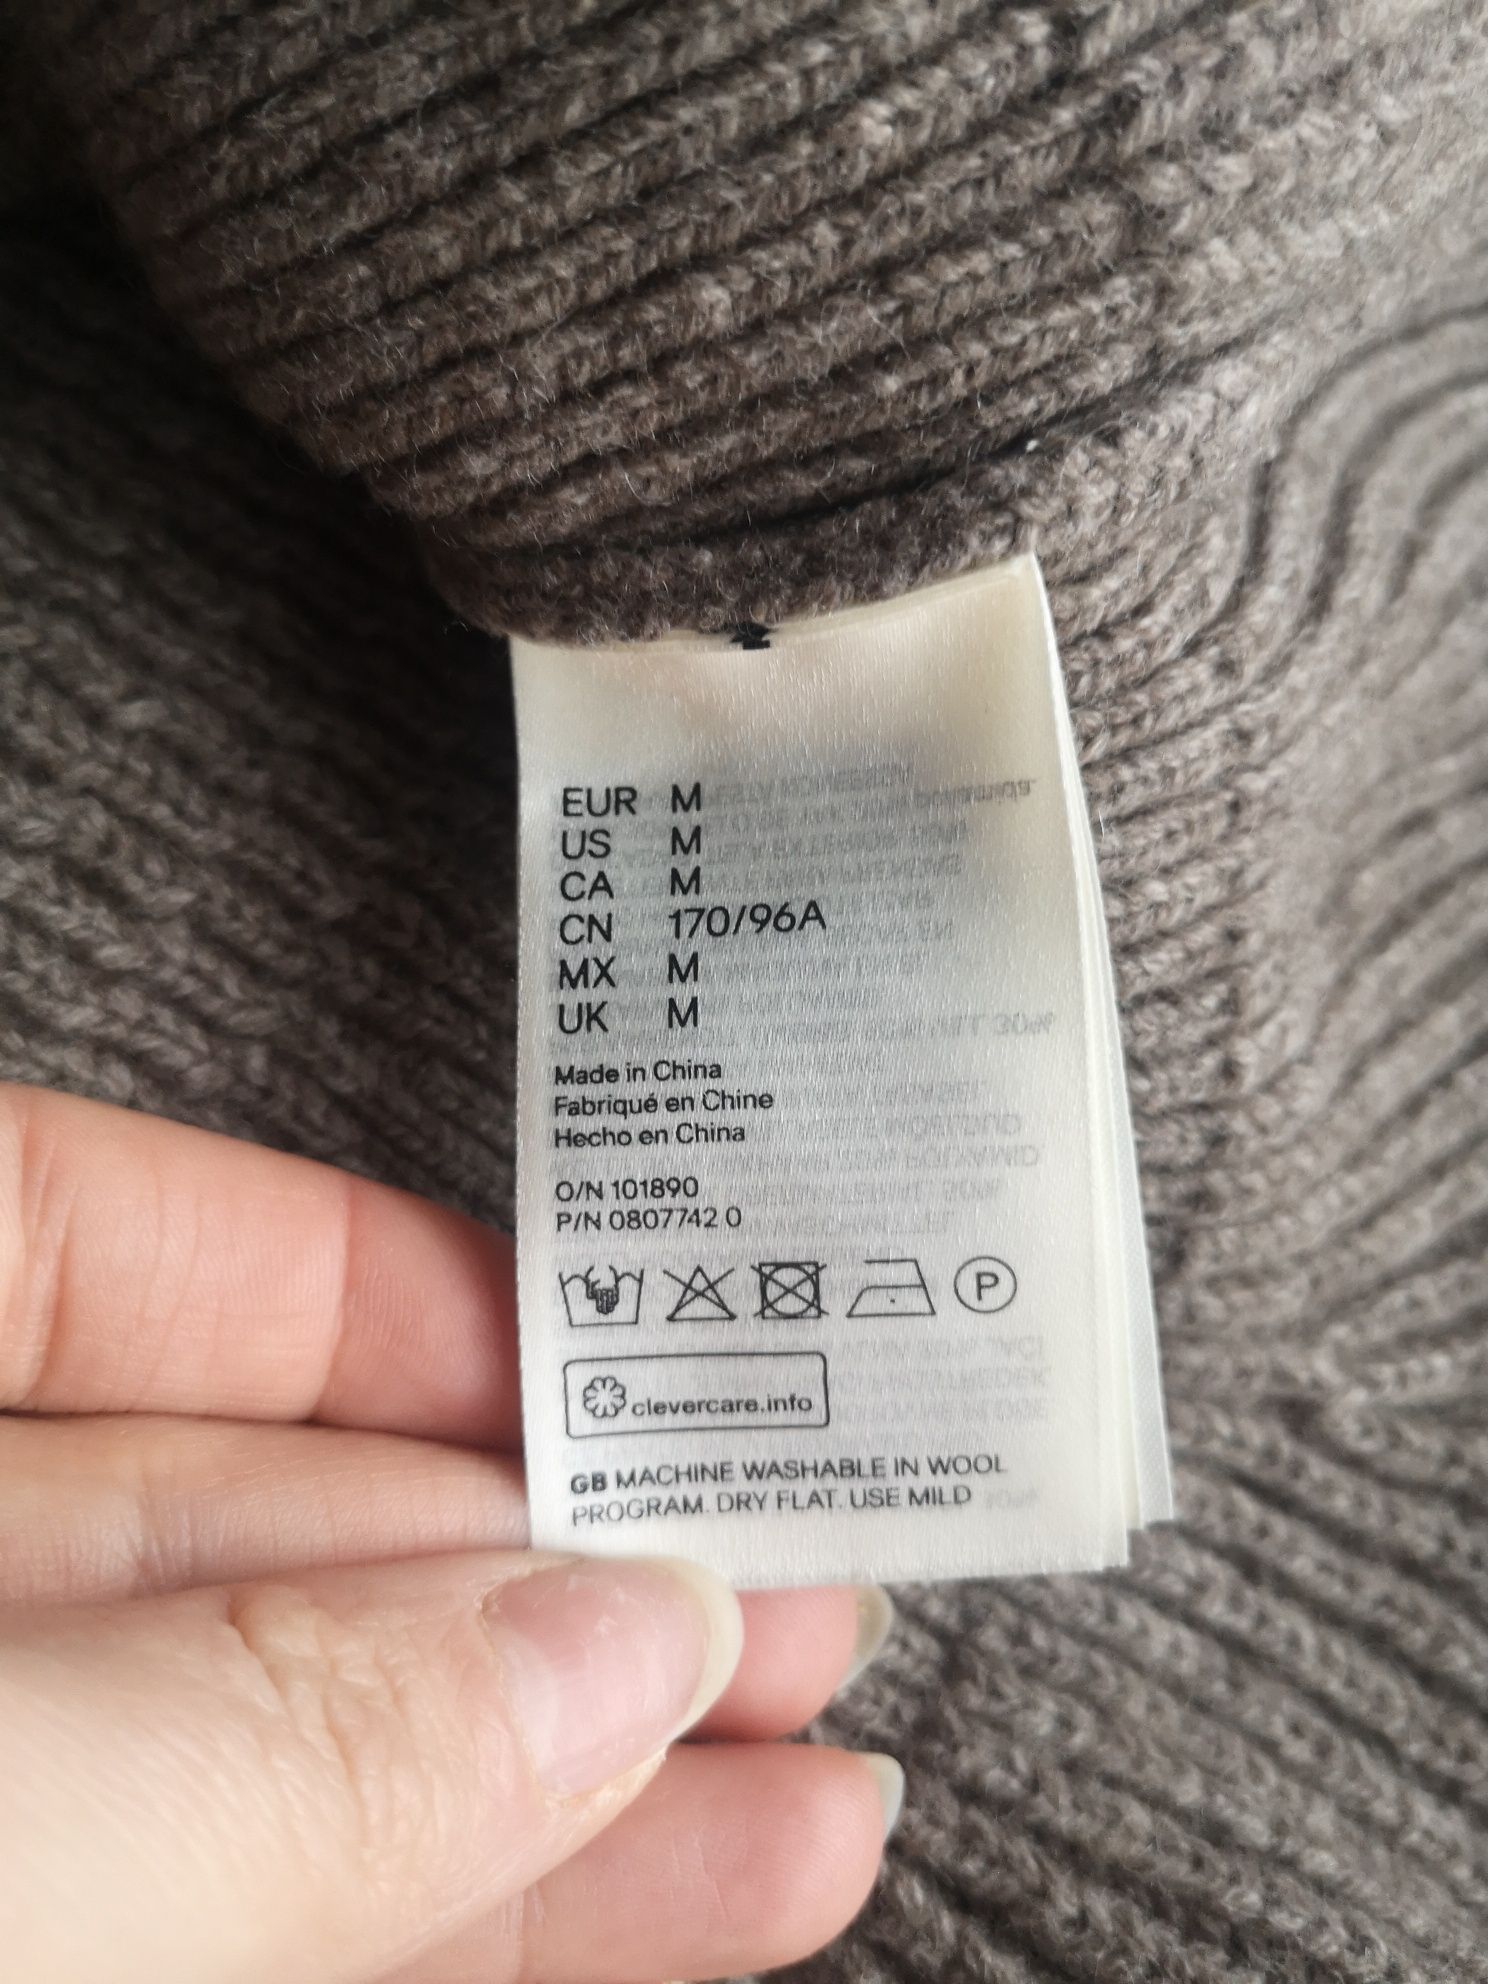 EUR M
US M
CA M
CN 170/96A
MX M
UK M
Made in China
Fabriqué en Chine
Hecho en China
O/N 101890
P/N 0807742 0
P
clevercare.info
GB MACHINE WASHABLE IN WOOL
PROGRAM. DRY FLAT. USE MILD